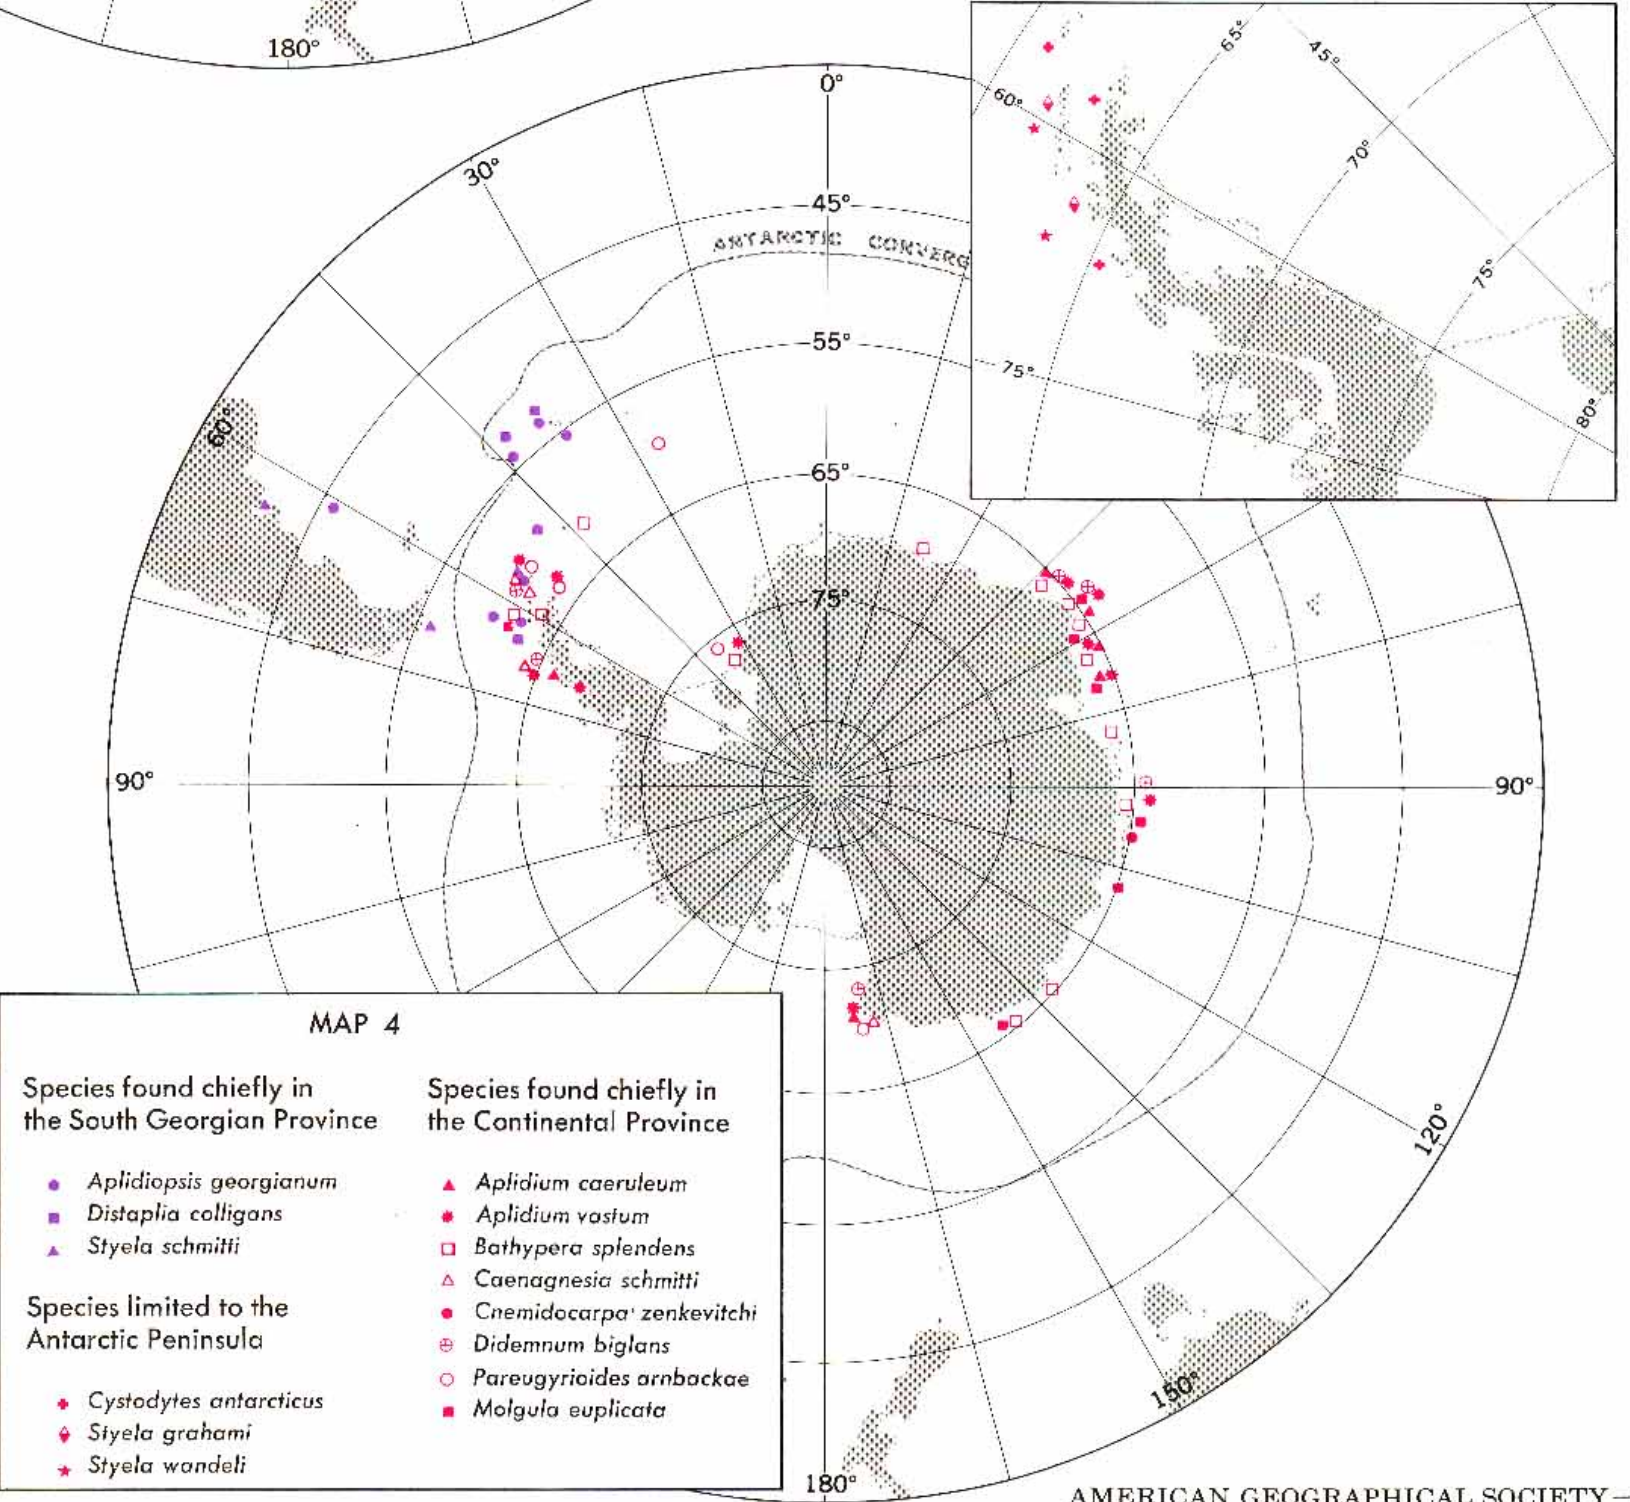 180°
0°
30°
45°
ANTARCTIC CONVERG
55°
60°
65°
75°
90°
90°
120°
150°
180°
60°
65°
45°
70°
75°
75°
80°
MAP 4
Species found chiefly in
the South Georgian Province
Aplidiopsis georgianum
Distaplia colligans
Styela schmitti
Species limited to the
Antarctic Peninsula
Cystodytes antarcticus
Styela grahami
Styela wandeli
Species found chiefly in
the Continental Province
Aplidium caeruleum
Aplidium vastum
Bathypera splendens
Caenagnesia schmitti
Cnemidocarpa zenkevitchi
Didemnum biglans
Pareugyrioides arnbackae
Molgula euplicata
AMERICAN GEOGRAPHICAL SOCIETY—